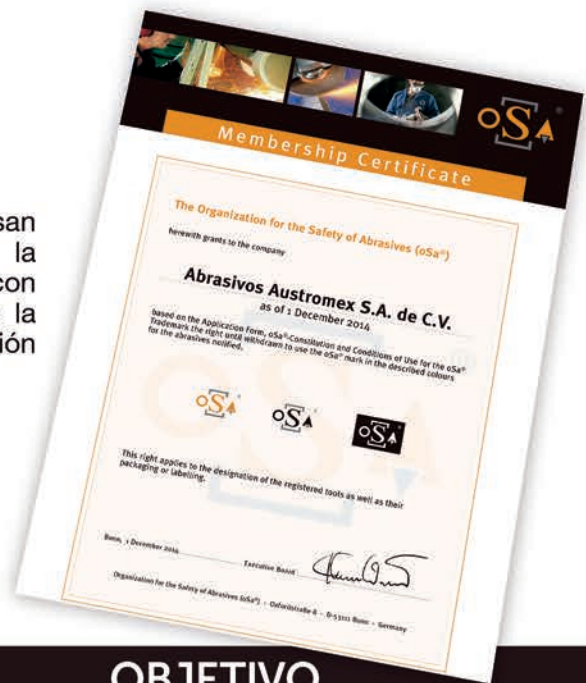 san
la
con
la
ión
oSa®
Membership Certificate
The Organization for the Safety of Abrasives (oSa®)
herewith grants to the company
Abrasivos Austromex S.A. de C.V.
as of 1 December 2014
based on the Application Form, oSa®-Constitution and Conditions of Use for the oSa®
Trademark the right until withdrawn to use the oSa® mark in the described colours
for the abrasives notified.
oSa® oSa® oSa®
This right applies to the designation of the registered tools as well as their
packaging or labelling.
Bonn, 1 December 2014
Executive Board
Organization for the Safety of Abrasives (oSa®) - Oxfordstraße 8 - D-53111 Bonn - Germany
OBJETIVO